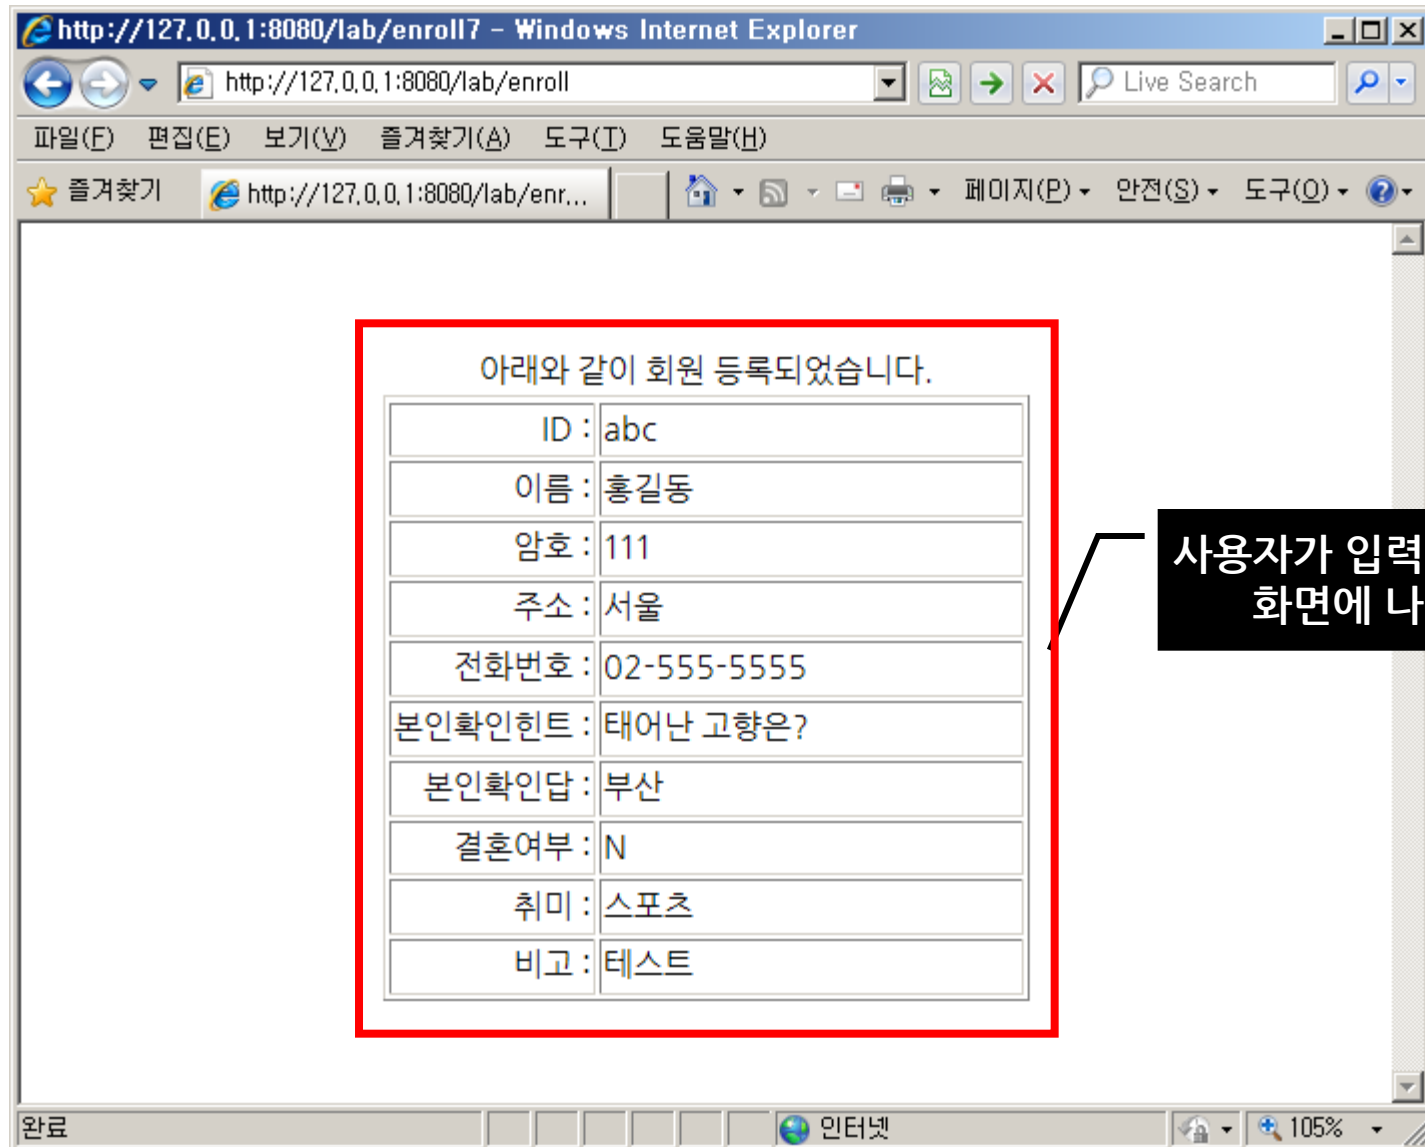 http://127.0.0.1:8080/lab/enroll7 - Windows Internet Explorer
http://127.0.0.1:8080/lab/enroll Live Search
파일(F) 편집(E) 보기(V) 즐겨찾기(A) 도구(T) 도움말(H)
즐겨찾기 http://127.0.0.1:8080/lab/enr... 페이지(P) 안전(S) 도구(O)
아래와 같이 회원 등록되었습니다.
ID : abc
이름 : 홍길동
암호 : 111
주소 : 서울
전화번호 : 02-555-5555
본인확인힌트 : 태어난 고향은?
본인확인답 : 부산
결혼여부 : N
취미 : 스포츠
비고 : 테스트
사용자가 입력
화면에 나
완료 인터넷 105%